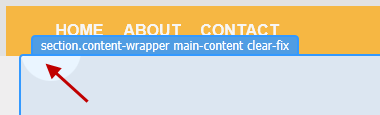 HOME ABOUT CONTACT
section.content-wrapper main-content clear-fix